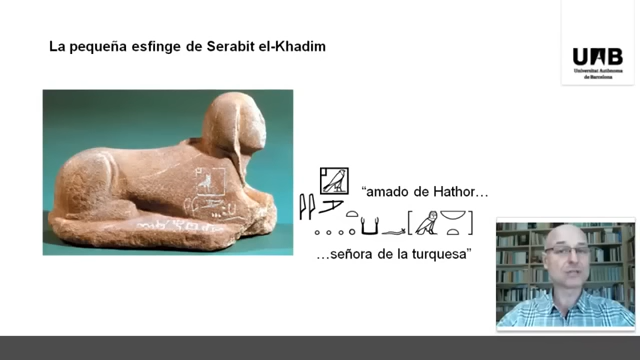 La pequeña esfinge de Serabit el-Khadim
UAB
Universitat Autònoma
de Barcelona
“amado de Hathor…
…señora de la turquesa”